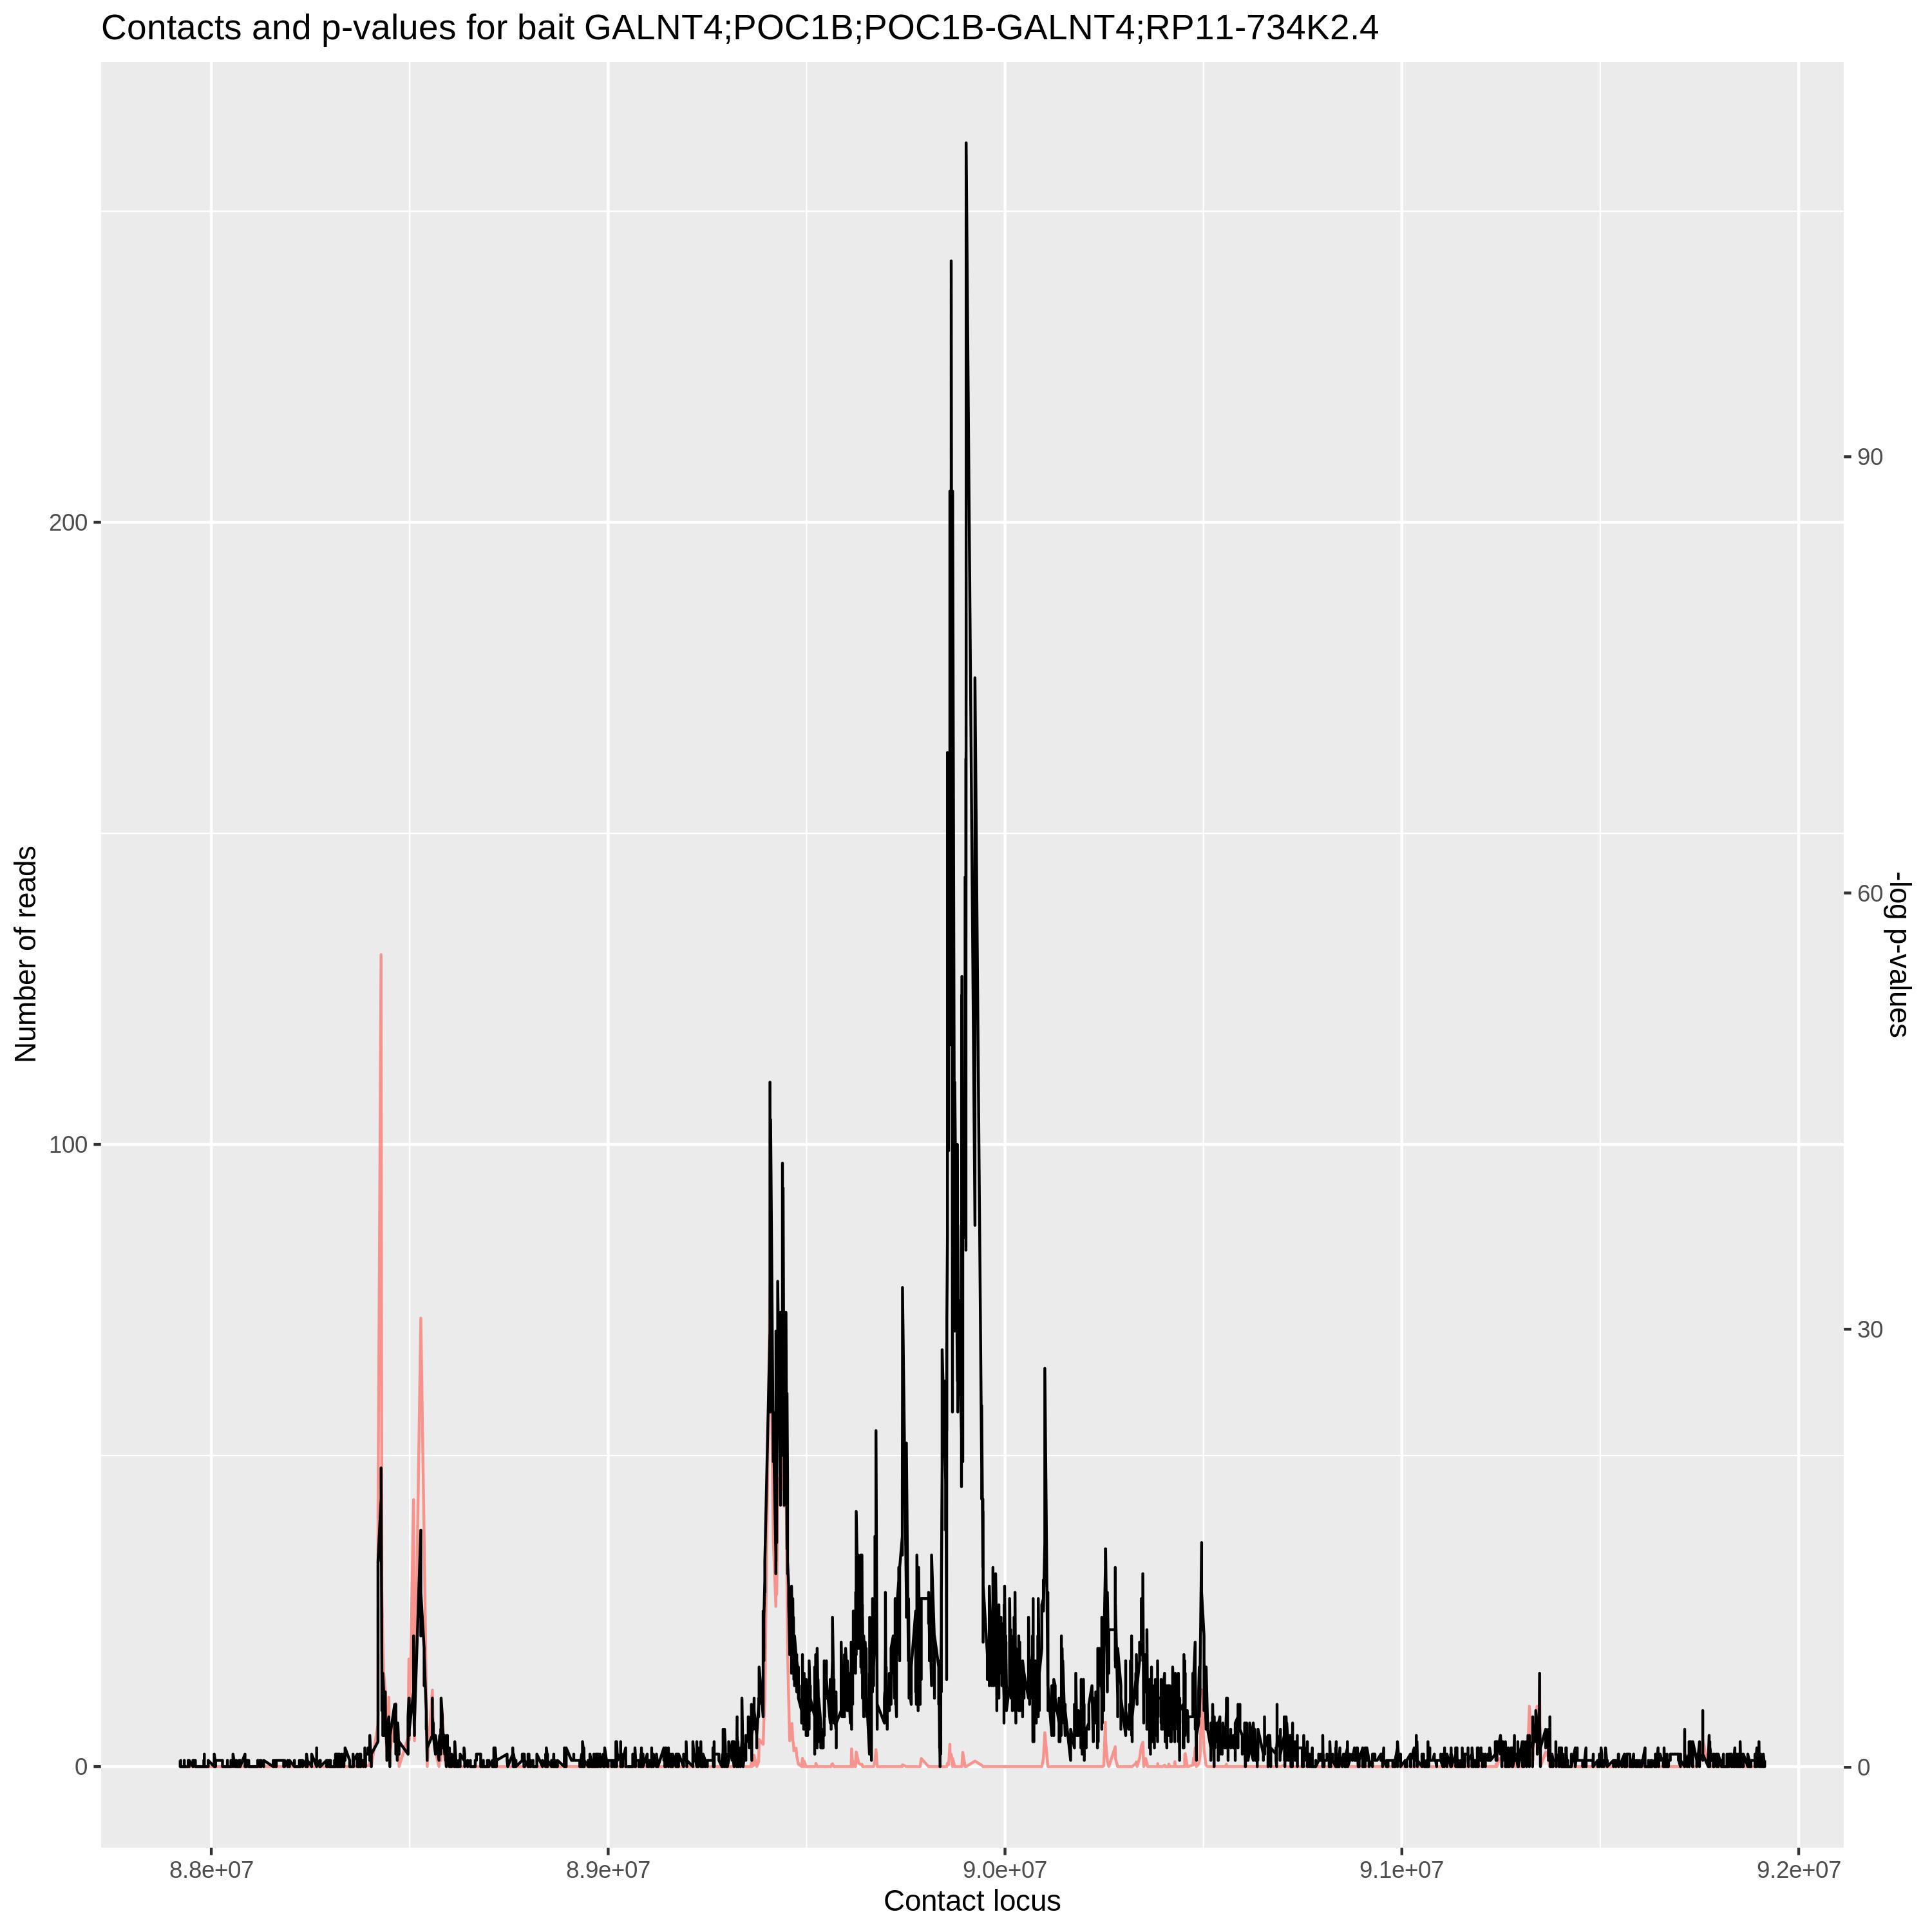 Contacts and p-values for bait GALNT4;POC1B;POC1B-GALNT4;RP11-734K2.4
Number of reads
200
100
0
90
60
30
0
-log p-values
8.8e+07
8.9e+07
9.0e+07
9.1e+07
9.2e+07
Contact locus